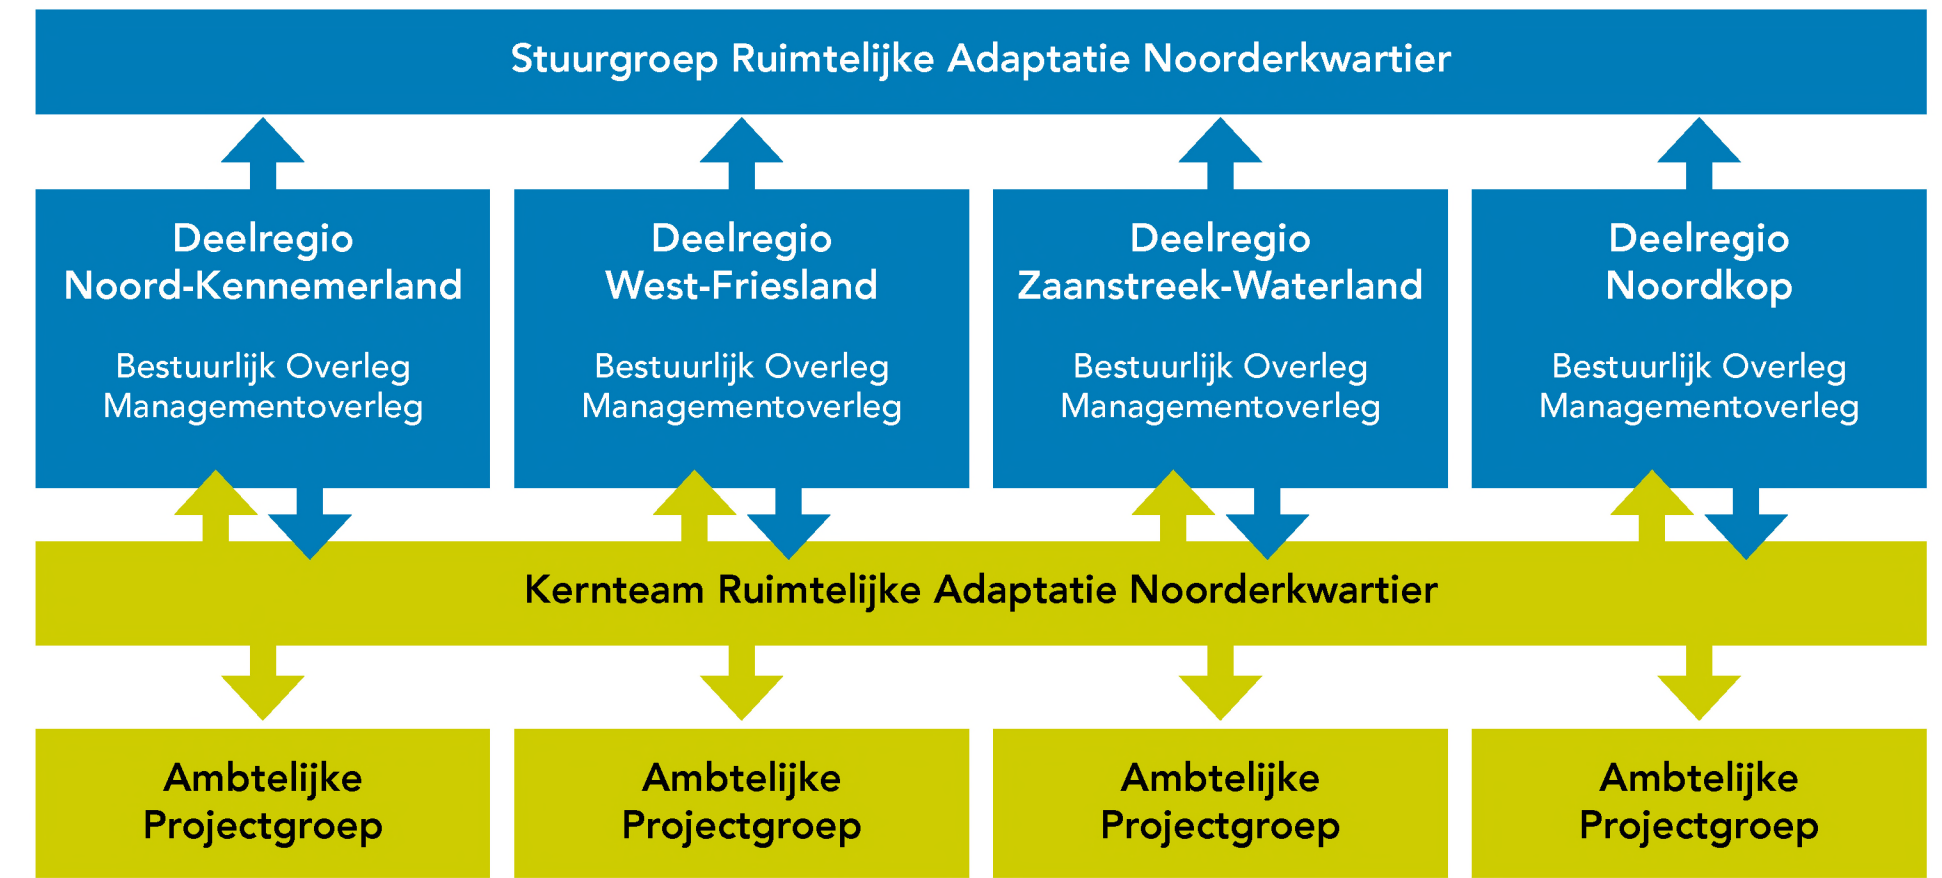 Stuurgroep Ruimtelijke Adaptatie Noorderkwartier
Deelregio
Noord-Kennemerland
Bestuurlijk Overleg
Managementoverleg
Deelregio
West-Friesland
Bestuurlijk Overleg
Managementoverleg
Deelregio
Zaanstreek-Waterland
Bestuurlijk Overleg
Managementoverleg
Deelregio
Noordkop
Bestuurlijk Overleg
Managementoverleg
Kernteam Ruimtelijke Adaptatie Noorderkwartier
Ambtelijke
Projectgroep
Ambtelijke
Projectgroep
Ambtelijke
Projectgroep
Ambtelijke
Projectgroep